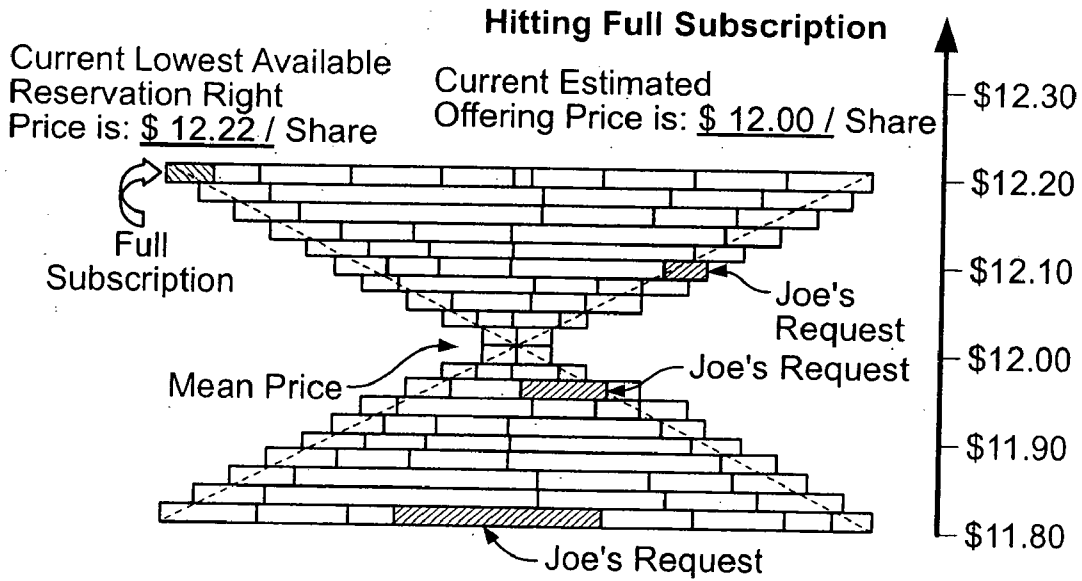 Hitting Full Subscription
Current Lowest Available
Reservation Right
Price is: $ 12.22 / Share
Current Estimated
Offering Price is: $ 12.00 / Share
$12.30
$12.20
$12.10
$12.00
$11.90
$11.80
Full
Subscription
Joe's
Request
Mean Price
Joe's Request
Joe's Request